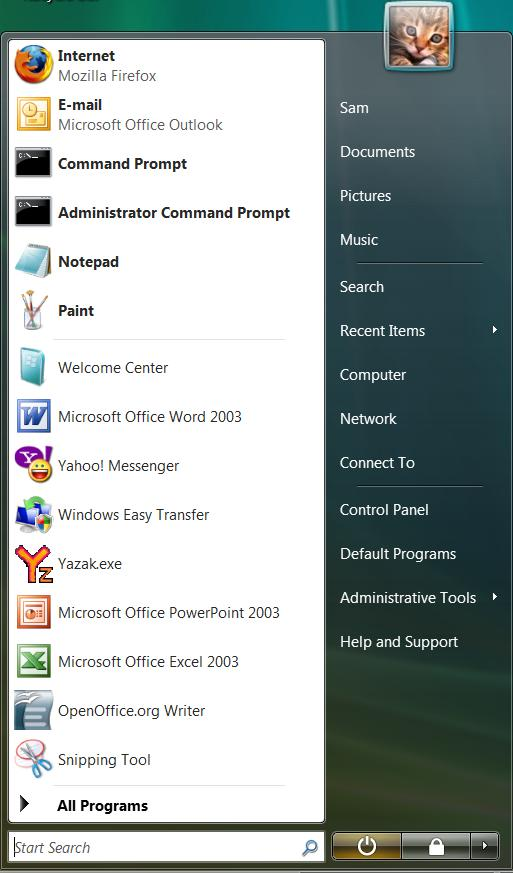 Internet
Mozilla Firefox
E-mail
Microsoft Office Outlook
Command Prompt
Administrator Command Prompt
Notepad
Paint
Welcome Center
Microsoft Office Word 2003
Yahoo! Messenger
Windows Easy Transfer
Yazak.exe
Microsoft Office PowerPoint 2003
Microsoft Office Excel 2003
OpenOffice.org Writer
Snipping Tool
All Programs
Start Search
Sam
Documents
Pictures
Music
Search
Recent Items
Computer
Network
Connect To
Control Panel
Default Programs
Administrative Tools
Help and Support